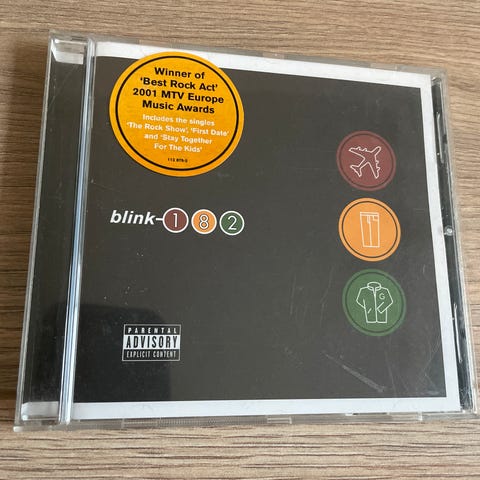 Winner of
'Best Rock Act'
2001 MTV Europe
Music Awards
Includes the singles
'The Rock Show', 'First Date'
and 'Stay Together
For The Kids'
blink-182
G
PARENTAL
ADVISORY
EXPLICIT CONTENT